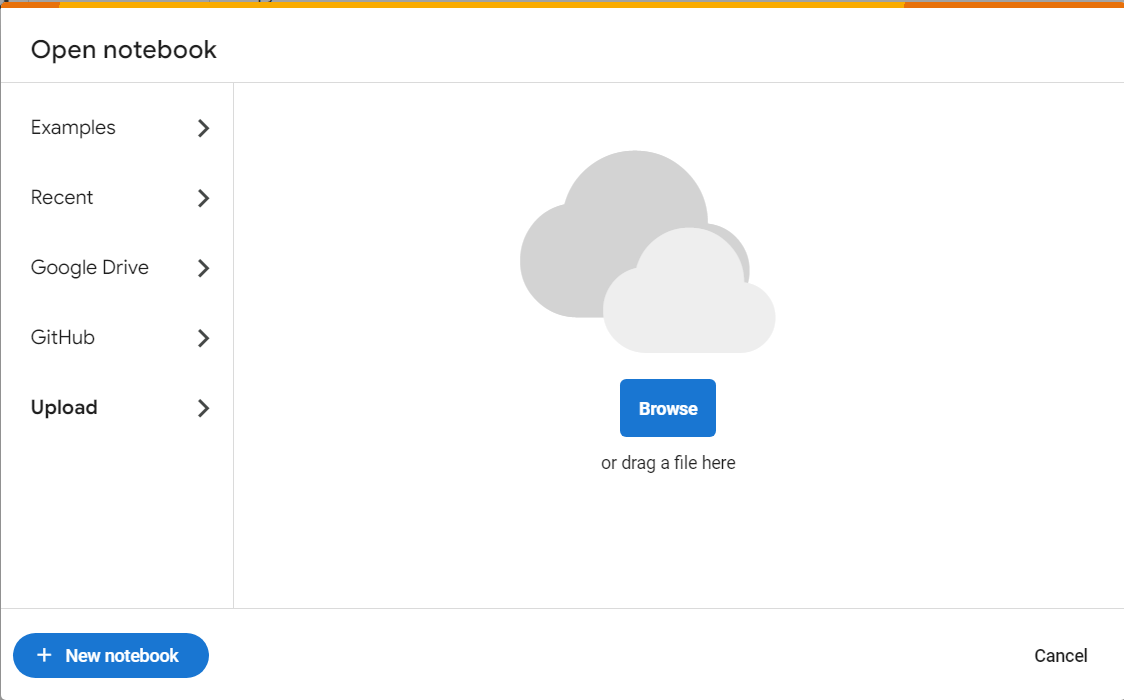 Open notebook
Examples
Recent
Google Drive
GitHub
Upload
Browse
or drag a file here
+ New notebook
Cancel